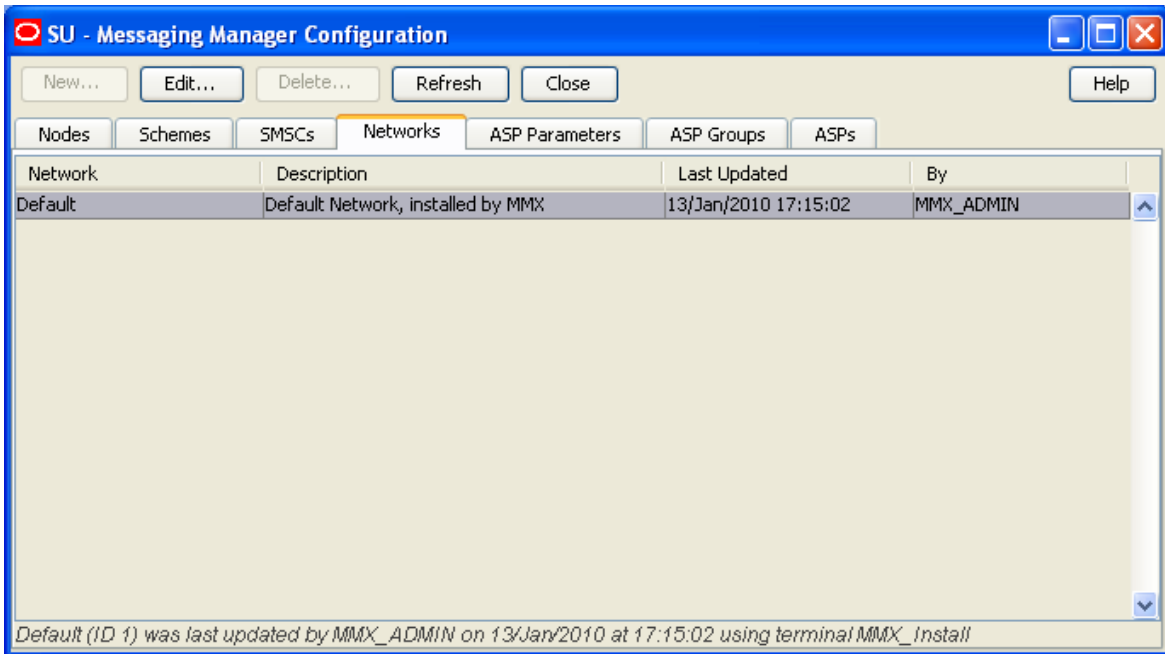 SU - Messaging Manager Configuration
New... Edit... Delete... Refresh Close Help
Nodes Schemes SMSCs Networks ASP Parameters ASP Groups ASPs
Network Description Last Updated By
Default Default Network, installed by MMX 13/Jan/2010 17:15:02 MMX_ADMIN
Default (ID 1) was last updated by MMX_ADMIN on 13/Jan/2010 at 17:15:02 using terminal MMX_Install